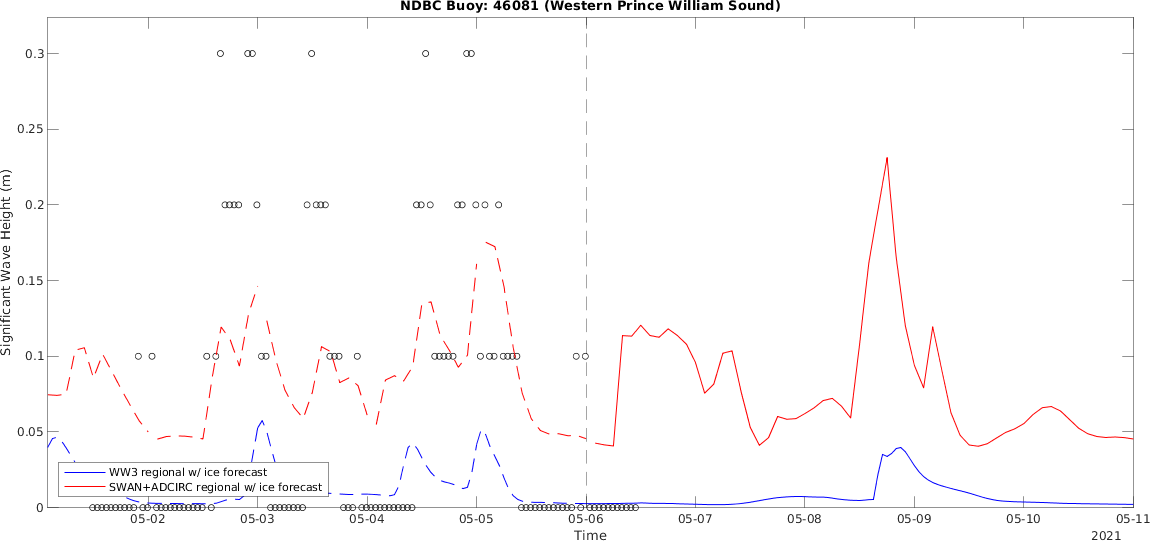 NDBC Buoy: 46081 (Western Prince William Sound)
Significant Wave Height (m)
0.3
0.25
0.2
0.15
0.1
0.05
0
WW3 regional w/ ice forecast
SWAN+ADCIRC regional w/ ice forecast
05-02 05-03 05-04 05-05 05-06 05-07 05-08 05-09 05-10 05-11
Time
2021